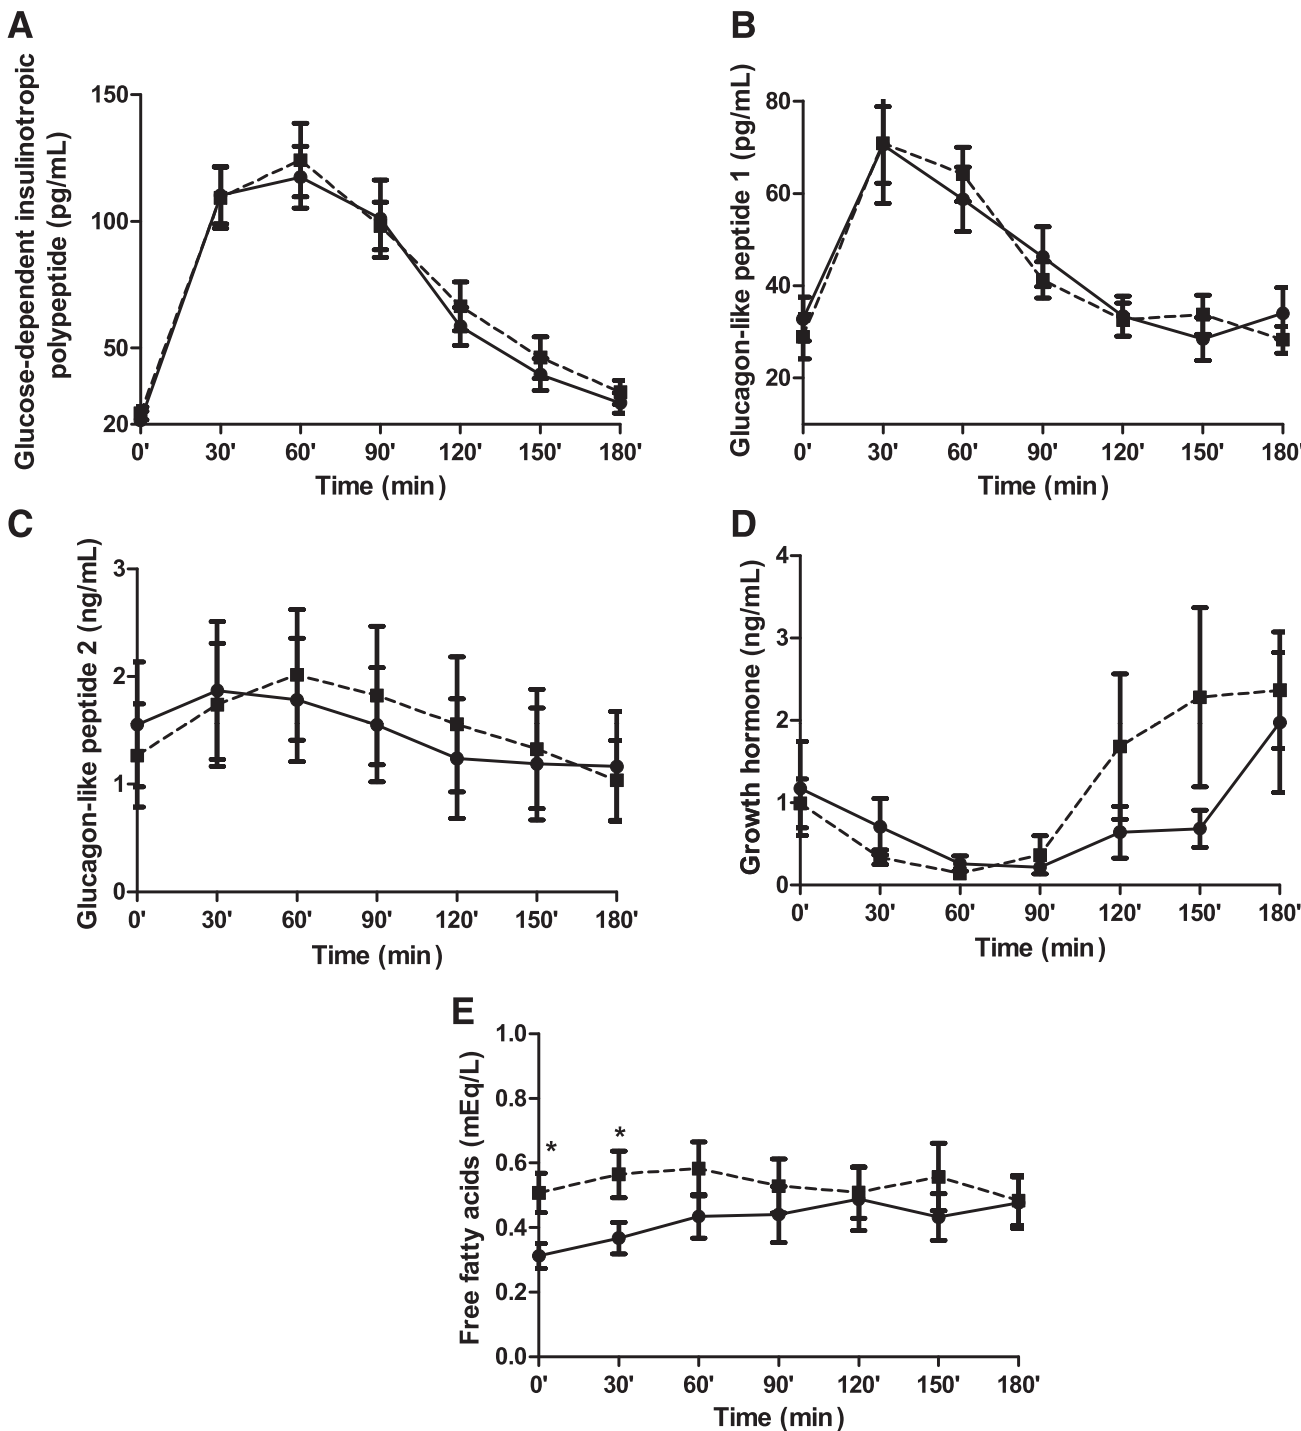 A
Glucose-dependent insulinotropic
polypeptide (pg/mL)
150
100
50
20
0' 30' 60' 90' 120' 150' 180'
Time (min)
B
Glucagon-like peptide 1 (pg/mL)
80
60
40
20
0' 30' 60' 90' 120' 150' 180'
Time (min)
C
Glucagon-like peptide 2 (ng/mL)
3
2
1
0
0' 30' 60' 90' 120' 150' 180'
Time (min)
D
Growth hormone (ng/mL)
4
3
2
1
0
0' 30' 60' 90' 120' 150' 180'
Time (min)
E
Free fatty acids (mEq/L)
1.0
0.8
0.6
0.4
0.2
0.0
* *
0' 30' 60' 90' 120' 150' 180'
Time (min)